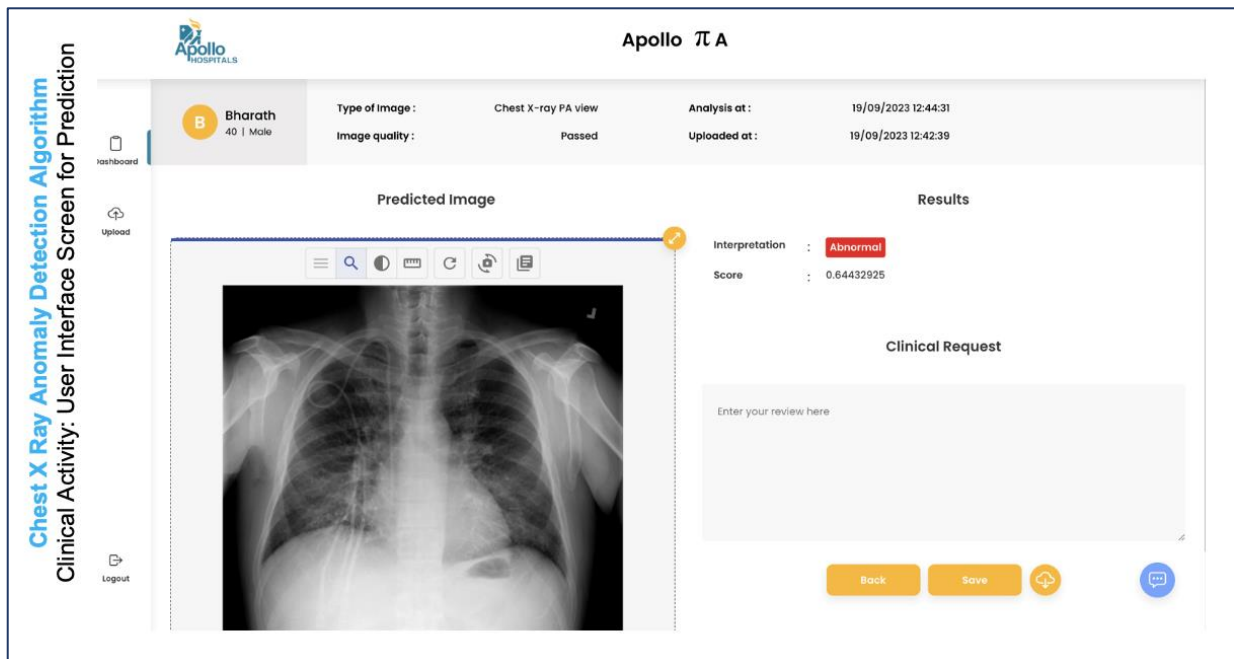 Chest X Ray Anomaly Detection Algorithm
Clinical Activity: User Interface Screen for Prediction
Apollo
HOSPITALS
Apollo π A
B
Bharath
40 | Male
Type of Image : Chest X-ray PA view
Image quality : Passed
Analysis at : 19/09/2023 12:44:31
Uploaded at : 19/09/2023 12:42:39
Dashboard
Upload
Logout
Predicted Image
Results
Interpretation : Abnormal
Score : 0.64432925
Clinical Request
Enter your review here
Back
Save